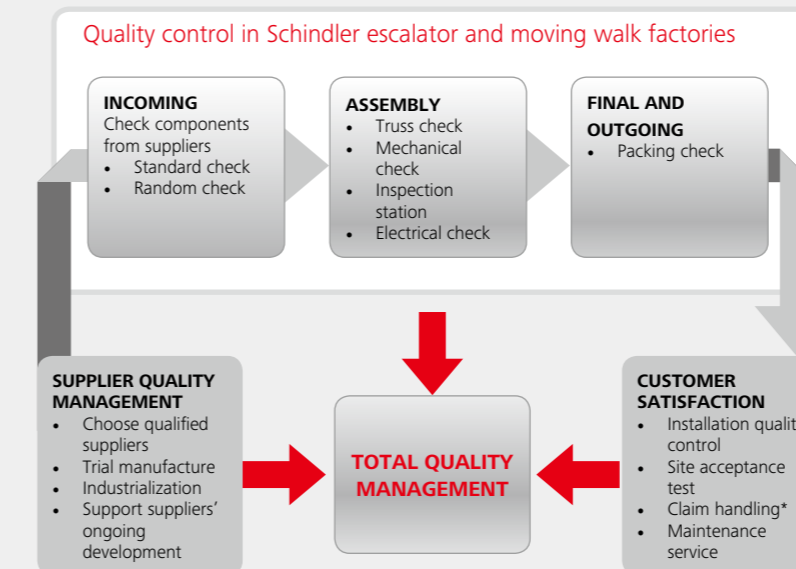 Quality control in Schindler escalator and moving walk factories
INCOMING
Check components
from suppliers
• Standard check
• Random check
ASSEMBLY
• Truss check
• Mechanical
check
• Inspection
station
• Electrical check
FINAL AND
OUTGOING
• Packing check
SUPPLIER QUALITY
MANAGEMENT
• Choose qualified
suppliers
• Trial manufacture
• Industrialization
• Support suppliers’
ongoing
development
TOTAL QUALITY
MANAGEMENT
CUSTOMER
SATISFACTION
• Installation qualit
control
• Site acceptance
test
• Claim handling*
• Maintenance
service